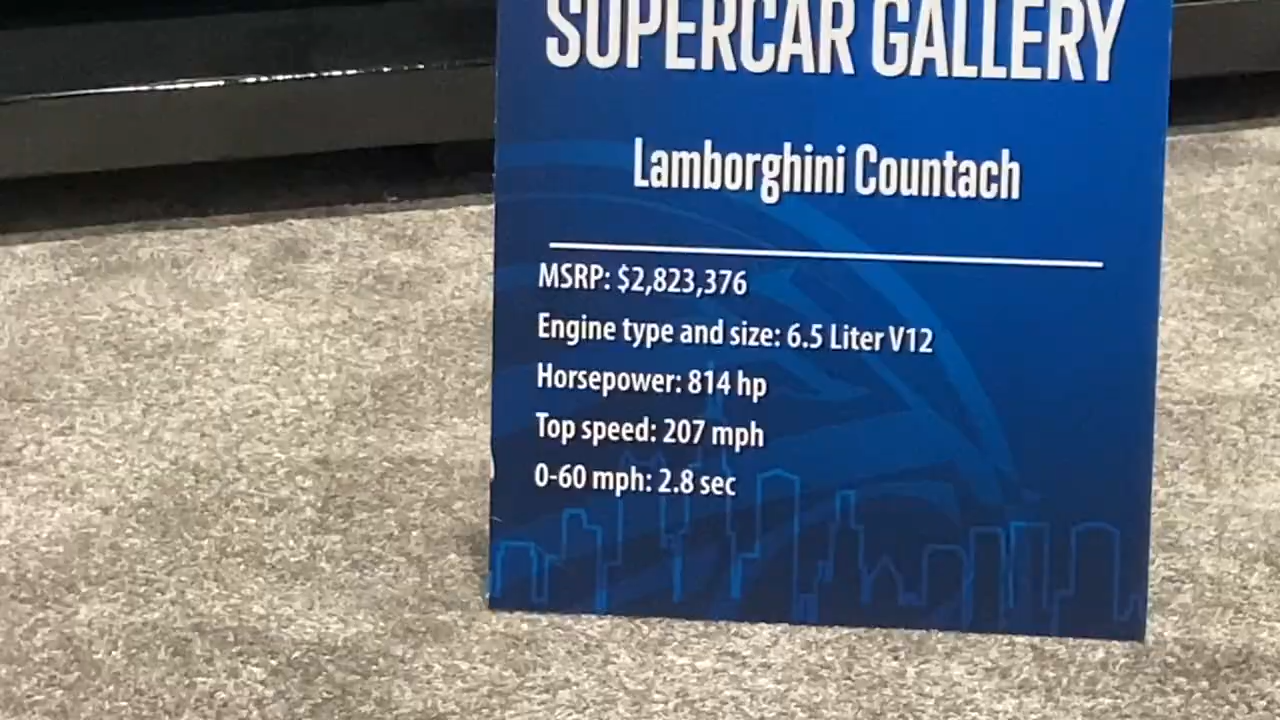 SUPERCAR GALLERY
Lamborghini Countach
MSRP: $2,823,376
Engine type and size: 6.5 Liter V12
Horsepower: 814 hp
Top speed: 207 mph
0-60 mph: 2.8 sec